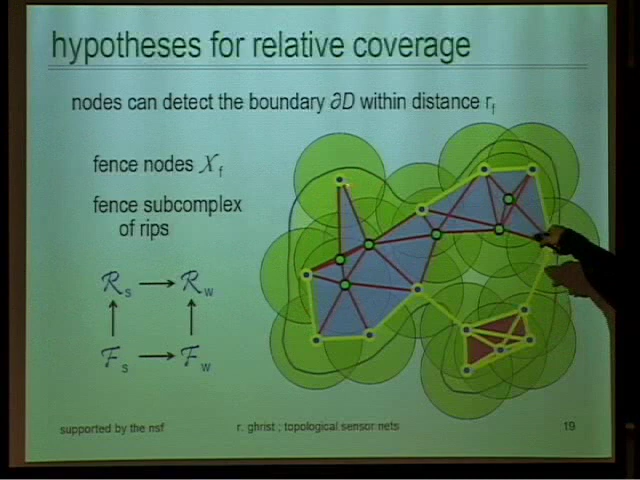 hypotheses for relative coverage
nodes can detect the boundary ∂D within distance r_f
fence nodes X_f
fence subcomplex
of rips
R_s → R_w
↑ ↑
F_s → F_w
supported by the nsf
r. ghrist ; topological sensor nets
19